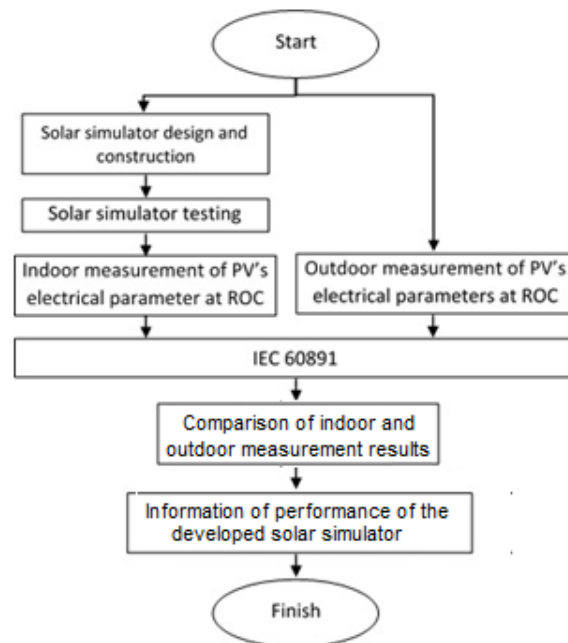 Start
Solar simulator design and
construction
Solar simulator testing
Indoor measurement of PV's
electrical parameter at ROC
Outdoor measurement of PV's
electrical parameters at ROC
IEC 60891
Comparison of indoor and
outdoor measurement results
Information of performance of the
developed solar simulator
Finish